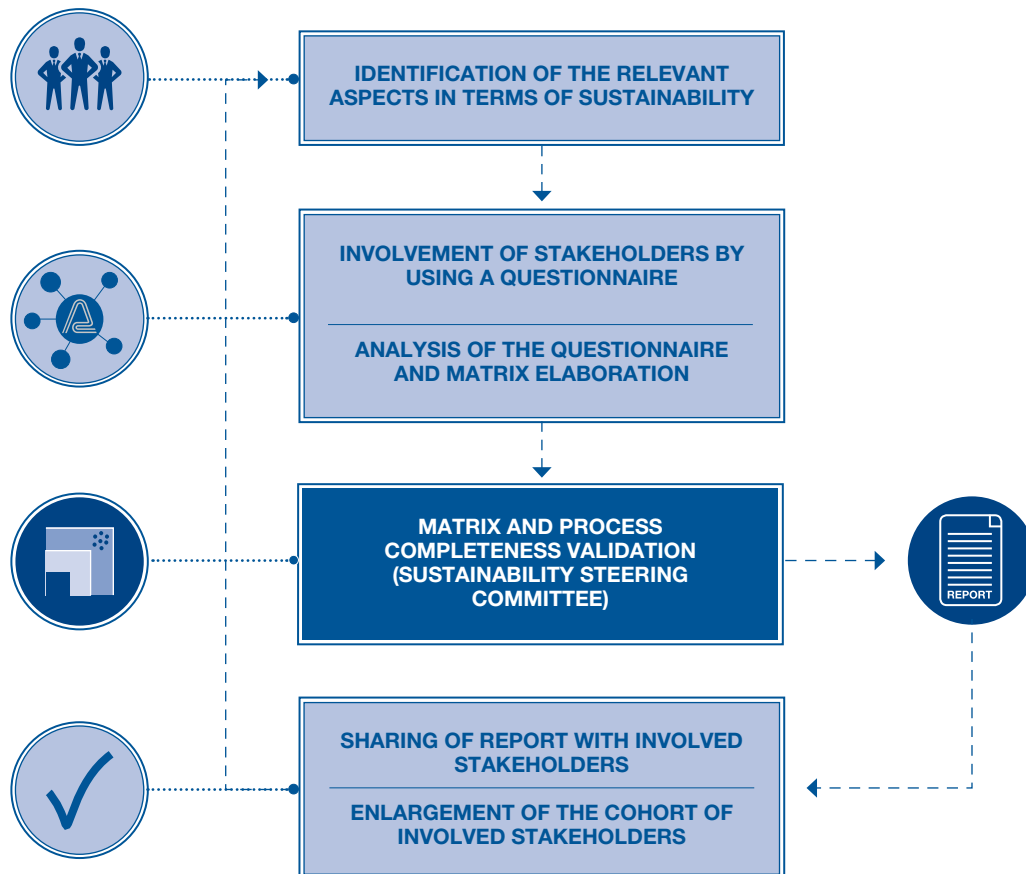 IDENTIFICATION OF THE RELEVANT
ASPECTS IN TERMS OF SUSTAINABILITY
INVOLVEMENT OF STAKEHOLDERS BY
USING A QUESTIONNAIRE
ANALYSIS OF THE QUESTIONNAIRE
AND MATRIX ELABORATION
MATRIX AND PROCESS
COMPLETENESS VALIDATION
(SUSTAINABILITY STEERING
COMMITTEE)
REPORT
SHARING OF REPORT WITH INVOLVED
STAKEHOLDERS
ENLARGEMENT OF THE COHORT OF
INVOLVED STAKEHOLDERS